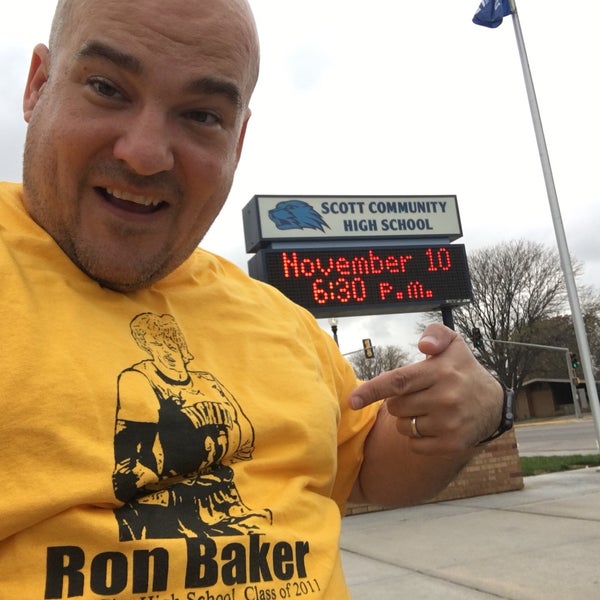 SCOTT COMMUNITY
HIGH SCHOOL
November 10
6:30 p.m.
Ron Baker
High School, Class of 2011